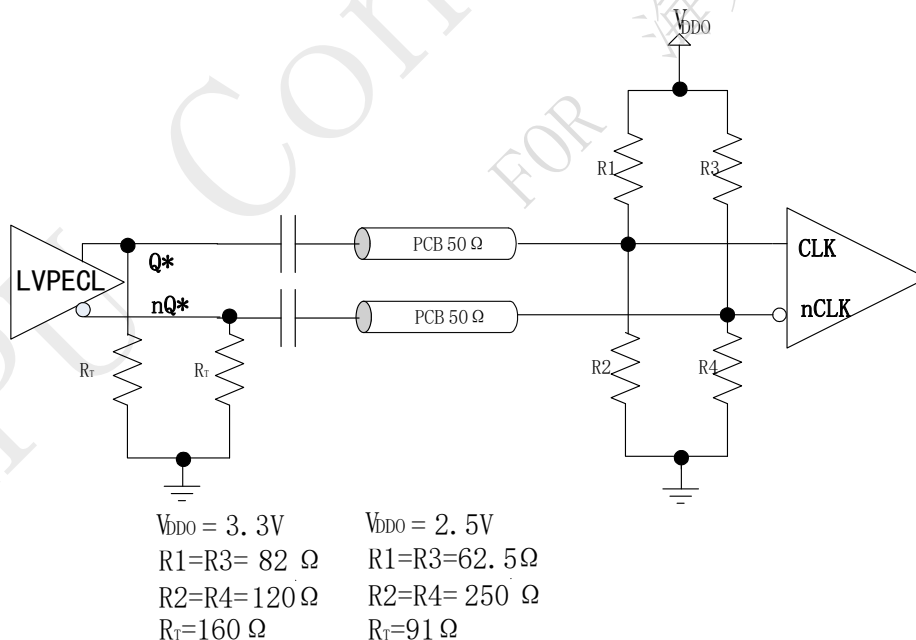 VDDO
R1
R3
CLK
PCB 50 Ω
Q*
LVPECL
nQ*
nCLK
PCB 50 Ω
RT
RT
R2
R4
VDDO = 3.3V
VDDO = 2.5V
R1=R3= 82 Ω
R1=R3=62.5Ω
R2=R4=120Ω
R2=R4= 250 Ω
RT=160 Ω
RT=91Ω
FOR